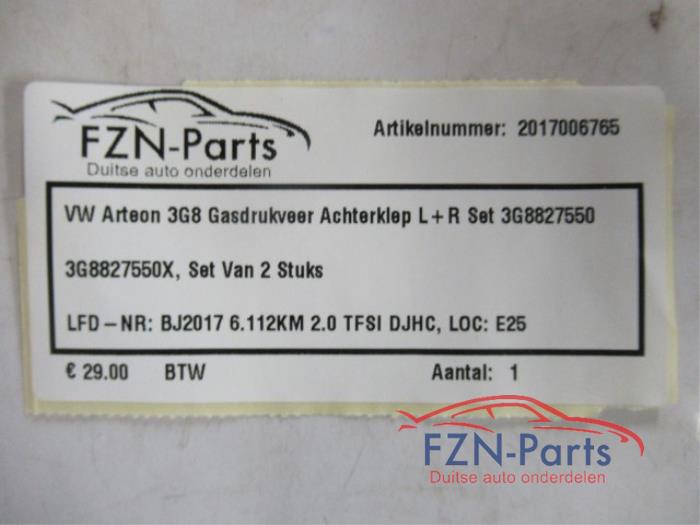 FZN-Parts
Duitse auto onderdelen
Artikelnummer: 2017006765
VW Arteon 3G8 Gasdrukveer Achterklep L+R Set 3G8827550
3G8827550X, Set Van 2 Stuks
LFD-NR: BJ2017 6.112KM 2.0 TFSI DJHC, LOC: E25
€ 29.00 BTW Aantal: 1
FZN-Parts
Duitse auto onderdelen